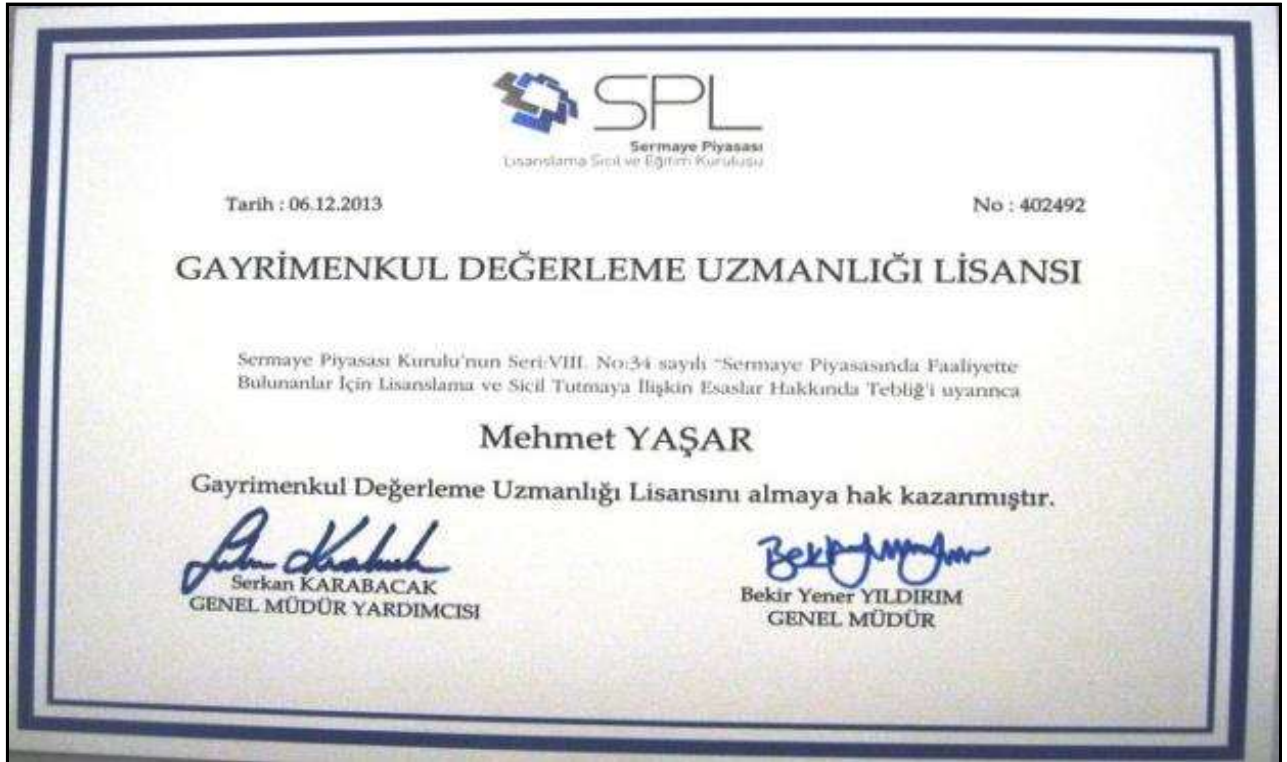 SPL
Sermaye Piyasası
Lisanslama Sicil ve Eğitim Kuruluşu
Tarih : 06.12.2013
No : 402492
GAYRİMENKUL DEĞERLEME UZMANLIĞI LİSANSI
Sermaye Piyasası Kurulu'nun Seri:VIII. No:34 sayılı "Sermaye Piyasasında Faaliyette
Bulunanlar İçin Lisanslama ve Sicil Tutmaya İlişkin Esaslar Hakkında Tebliğ'i uyarınca
Mehmet YAŞAR
Gayrimenkul Değerleme Uzmanlığı Lisansını almaya hak kazanmıştır.
Serkan KARABACAK
GENEL MÜDÜR YARDIMCISI
Bekir Yener YILDIRIM
GENEL MÜDÜR